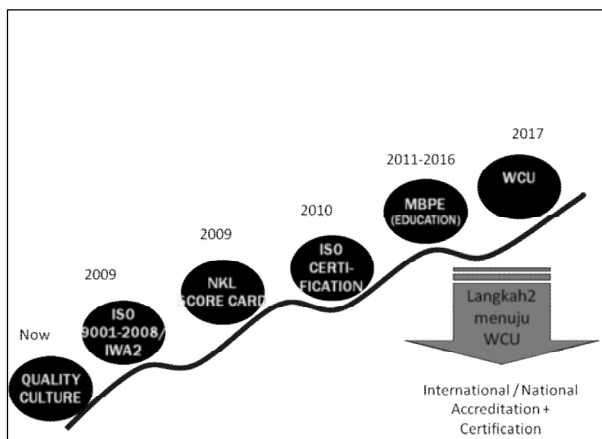 2017
WCU
2011-2016
MBPE
(EDUCATION)
2010
ISO
CERTI-
FICATION
2009
NKL
SCORE CARD
2009
ISO
9001-2008/
IWA2
Now
QUALITY
CULTURE
Langkah2
menuju
WCU
International / National
Accreditation +
Certification